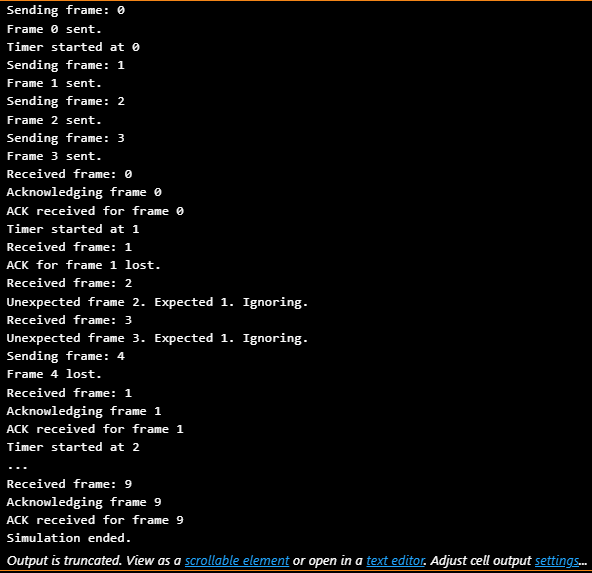 Sending frame: 0
Frame 0 sent.
Timer started at 0
Sending frame: 1
Frame 1 sent.
Sending frame: 2
Frame 2 sent.
Sending frame: 3
Frame 3 sent.
Received frame: 0
Acknowledging frame 0
ACK received for frame 0
Timer started at 1
Received frame: 1
ACK for frame 1 lost.
Received frame: 2
Unexpected frame 2. Expected 1. Ignoring.
Received frame: 3
Unexpected frame 3. Expected 1. Ignoring.
Sending frame: 4
Frame 4 lost.
Received frame: 1
Acknowledging frame 1
ACK received for frame 1
Timer started at 2
...
Received frame: 9
Acknowledging frame 9
ACK received for frame 9
Simulation ended.
Output is truncated. View as a scrollable element or open in a text editor. Adjust cell output settings...